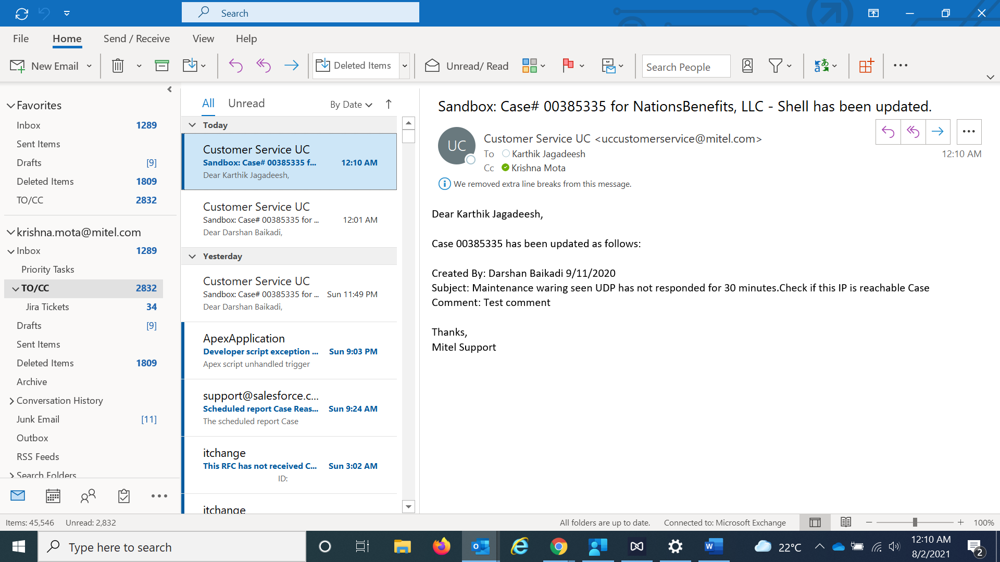 Search
File Home Send / Receive View Help
New Email Deleted Items Unread/ Read Search People
Favorites
Inbox 1289
Sent Items
Drafts [9]
Deleted Items 1809
TO/CC 2832
krishna.mota@mitel.com
Inbox 1289
Priority Tasks
TO/CC 2832
Jira Tickets 34
Drafts [9]
Sent Items
Deleted Items 1809
Archive
Conversation History
Junk Email [11]
Outbox
RSS Feeds
Search Folders
All Unread By Date
Today
Customer Service UC
Sandbox: Case# 00385335 f... 12:10 AM
Dear Karthik Jagadeesh,
Customer Service UC
Sandbox: Case# 00385335 for ... 12:01 AM
Dear Darshan Baikadi,
Yesterday
Customer Service UC
Sandbox: Case# 00385335 for ... Sun 11:49 PM
Dear Darshan Baikadi,
ApexApplication
Developer script exception ... Sun 9:03 PM
Apex script unhandled trigger
support@salesforce.c...
Scheduled report Case Reas... Sun 9:24 AM
The scheduled report Case
itchange
This RFC has not received C... Sun 3:02 AM
ID:
itchange
Sandbox: Case# 00385335 for NationsBenefits, LLC - Shell has been updated.
UC
Customer Service UC <uccustomerservice@mitel.com>
To Karthik Jagadeesh
12:10 AM
Cc Krishna Mota
We removed extra line breaks from this message.
Dear Karthik Jagadeesh,
Case 00385335 has been updated as follows:
Created By: Darshan Baikadi 9/11/2020
Subject: Maintenance waring seen UDP has not responded for 30 minutes.Check if this IP is reachable Case
Comment: Test comment
Thanks,
Mitel Support
Items: 45,546 Unread: 2,832 All folders are up to date. Connected to: Microsoft Exchange 100%
Type here to search
22°C
12:10 AM
8/2/2021
2